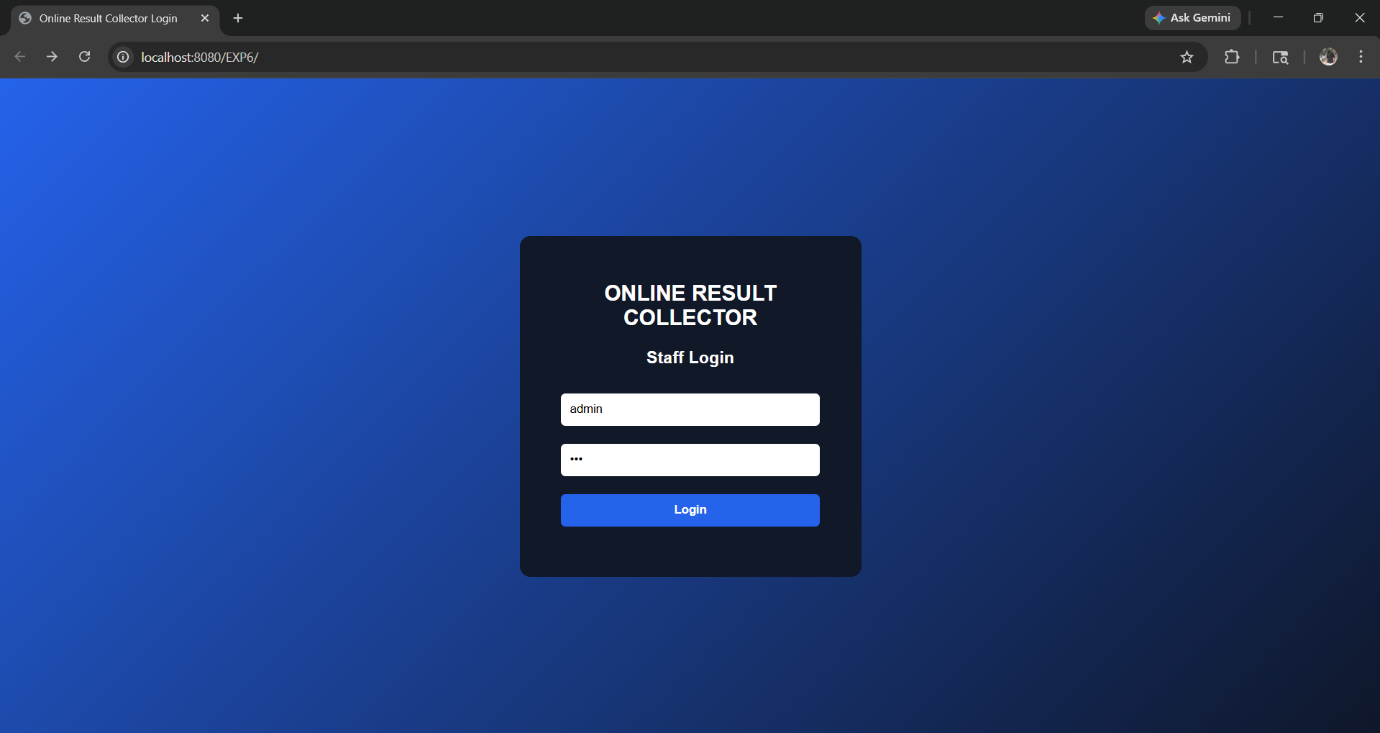 Online Result Collector Login
Ask Gemini
localhost:8080/EXP6/
ONLINE RESULT
COLLECTOR
Staff Login
admin
•••
Login